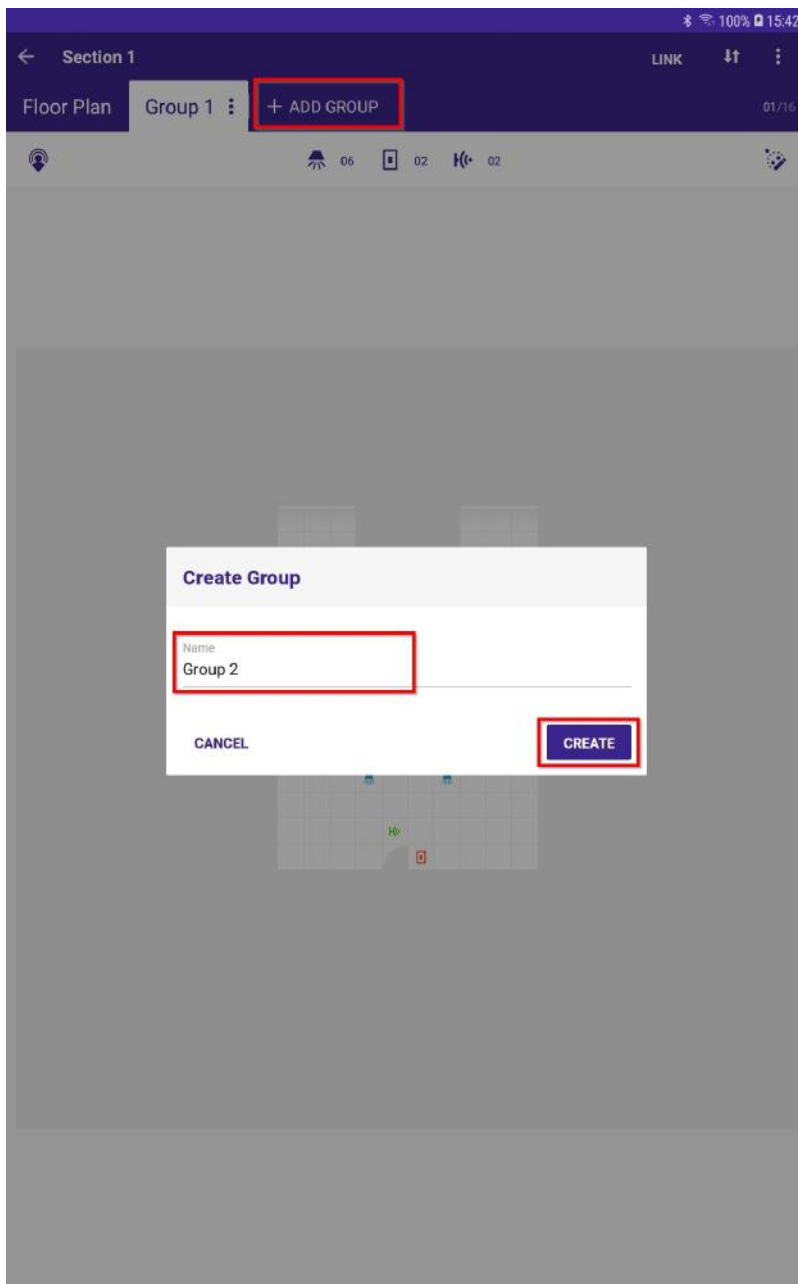 100% 15:42
Section 1 LINK
Floor Plan Group 1 + ADD GROUP 01/16
06 02 02
Create Group
Name
Group 2
CANCEL CREATE